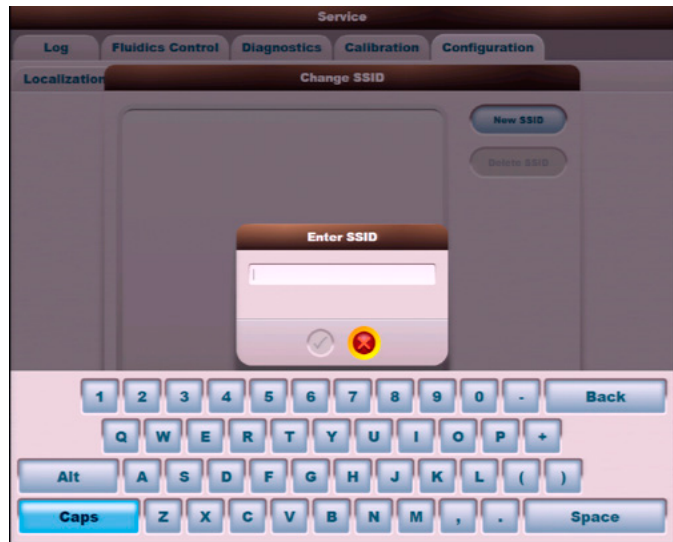 Service
Log Fluidics Control Diagnostics Calibration Configuration
Localization Change SSID
New SSID
Delete SSID
Enter SSID
1 2 3 4 5 6 7 8 9 0 - Back
Q W E R T Y U I O P +
Alt A S D F G H J K L ( )
Caps Z X C V B N M , . Space